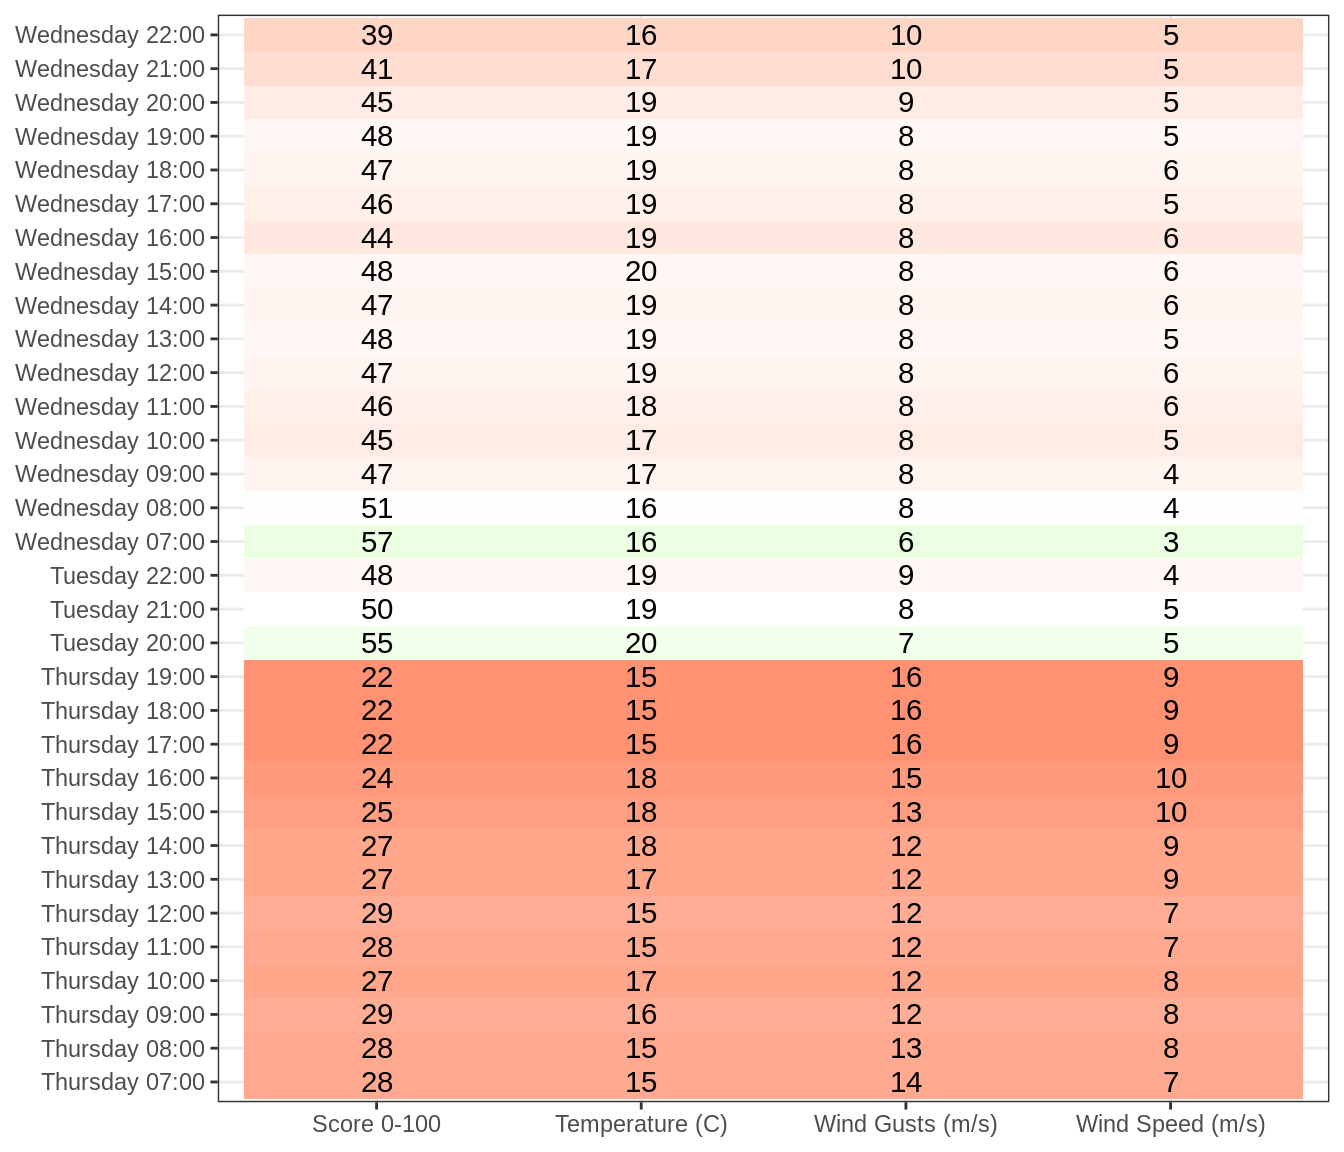 Wednesday 22:00 39 16 10 5
Wednesday 21:00 41 17 10 5
Wednesday 20:00 45 19 9 5
Wednesday 19:00 48 19 8 5
Wednesday 18:00 47 19 8 6
Wednesday 17:00 46 19 8 5
Wednesday 16:00 44 19 8 6
Wednesday 15:00 48 20 8 6
Wednesday 14:00 47 19 8 6
Wednesday 13:00 48 19 8 5
Wednesday 12:00 47 19 8 6
Wednesday 11:00 46 18 8 6
Wednesday 10:00 45 17 8 5
Wednesday 09:00 47 17 8 4
Wednesday 08:00 51 16 8 4
Wednesday 07:00 57 16 6 3
Tuesday 22:00 48 19 9 4
Tuesday 21:00 50 19 8 5
Tuesday 20:00 55 20 7 5
Thursday 19:00 22 15 16 9
Thursday 18:00 22 15 16 9
Thursday 17:00 22 15 16 9
Thursday 16:00 24 18 15 10
Thursday 15:00 25 18 13 10
Thursday 14:00 27 18 12 9
Thursday 13:00 27 17 12 9
Thursday 12:00 29 15 12 7
Thursday 11:00 28 15 12 7
Thursday 10:00 27 17 12 8
Thursday 09:00 29 16 12 8
Thursday 08:00 28 15 13 8
Thursday 07:00 28 15 14 7
Score 0-100 Temperature (C) Wind Gusts (m/s) Wind Speed (m/s)